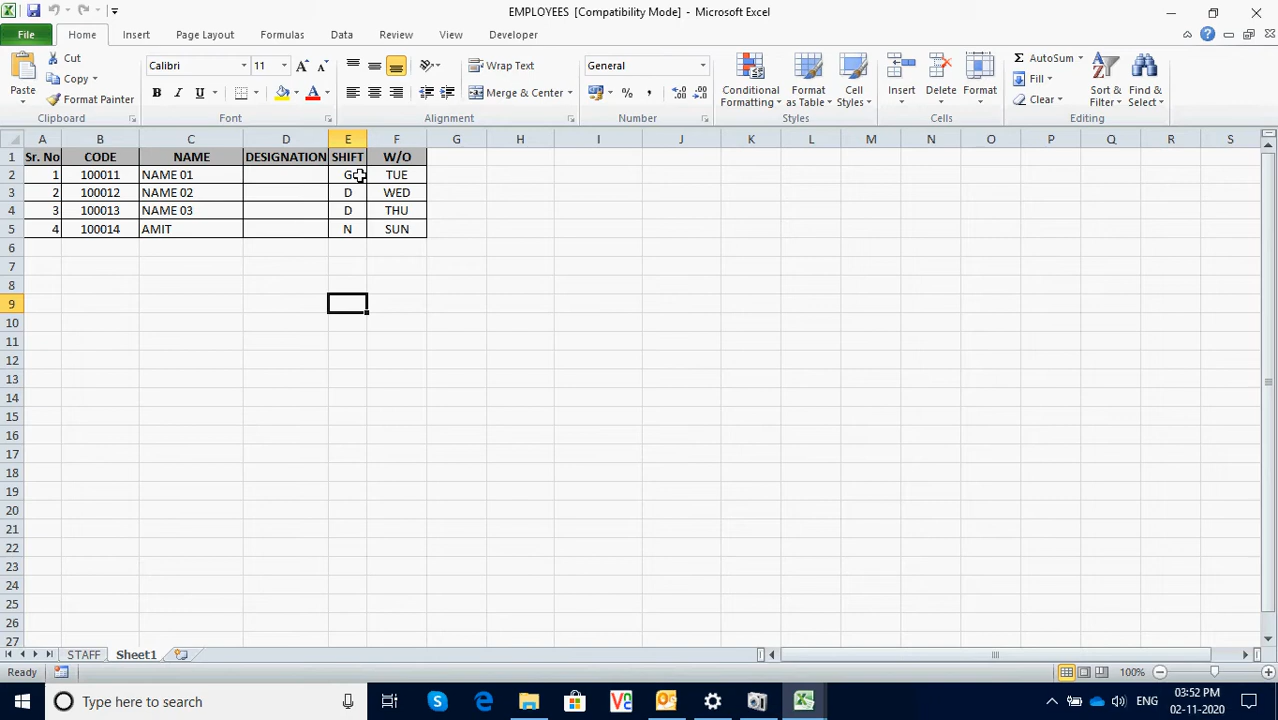 EMPLOYEES  [Compatibility Mode]  -  Microsoft Excel
File Home Insert Page Layout Formulas Data Review View Developer
Paste Cut Copy Format Painter Clipboard
Calibri 11 B I U A A A Font
Wrap Text Merge & Center Alignment
General % , Number
Conditional Formatting Format as Table Cell Styles Styles
Insert Delete Format Cells
Σ AutoSum Fill Clear Sort & Filter Find & Select Editing
A B C D E F G H I J K L M N O P Q R S
1 Sr. No CODE NAME DESIGNATION SHIFT W/O
2 1 100011 NAME 01 G TUE
3 2 100012 NAME 02 D WED
4 3 100013 NAME 03 D THU
5 4 100014 AMIT N SUN
6
7
8
9
10
11
12
13
14
15
16
17
18
19
20
21
22
23
24
25
26
27
STAFF Sheet1
Ready 100%
Type here to search ENG 03:52 PM
02-11-2020